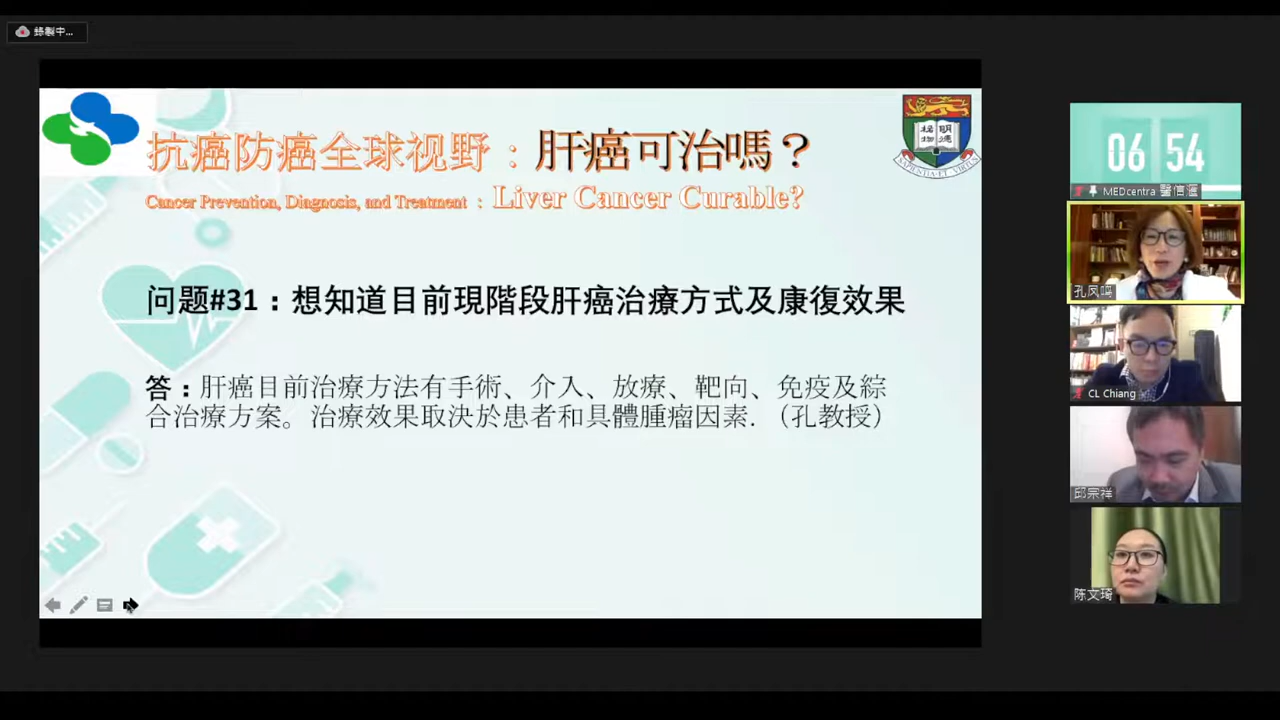 錄製中...
抗癌防癌全球视野：肝癌可治嗎？
Cancer Prevention, Diagnosis, and Treatment : Liver Cancer Curable?
问题#31：想知道目前現階段肝癌治療方式及康復效果
答：肝癌目前治療方法有手術、介入、放療、靶向、免疫及綜
合治療方案。治療效果取決於患者和具體腫瘤因素.（孔教授）
06 54
MEDcentra 醫信滙
孔凤鸣
CL Chiang
邱宗祥
陈文琦